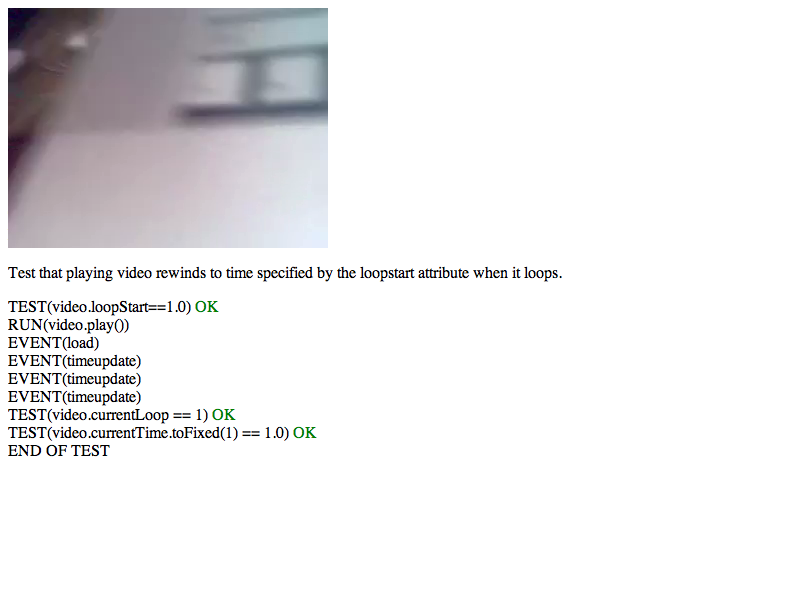 Test that playing video rewinds to time specified by the loopstart attribute when it loops.
TEST(video.loopStart==1.0) OK
RUN(video.play())
EVENT(load)
EVENT(timeupdate)
EVENT(timeupdate)
EVENT(timeupdate)
TEST(video.currentLoop == 1) OK
TEST(video.currentTime.toFixed(1) == 1.0) OK
END OF TEST